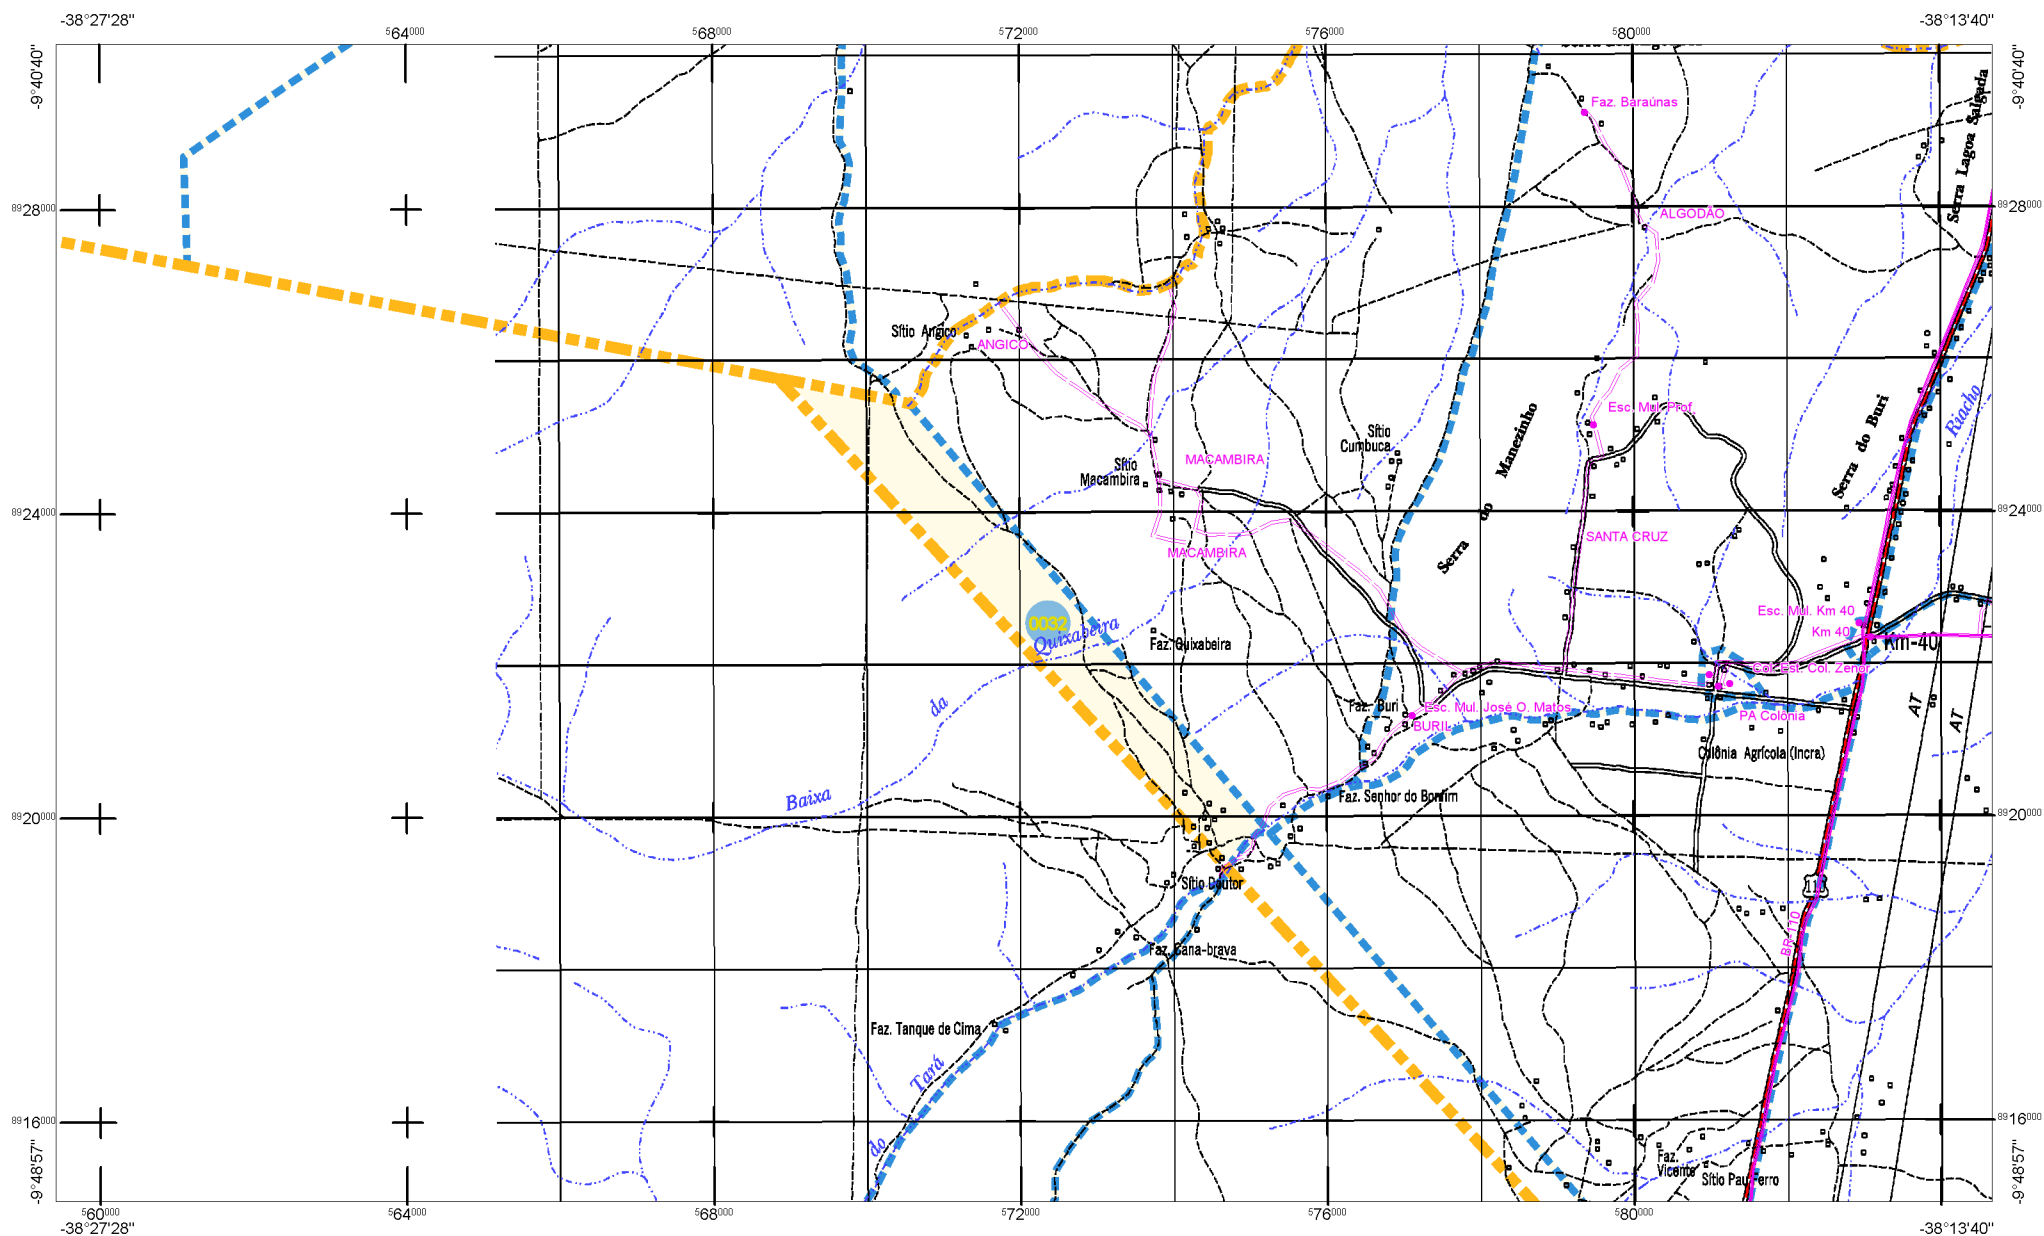 -38°27'28"
-38°13'40"
564000
568000
572000
576000
580000
-9°40'40"
-9°40'40"
Serra Lagoa Salgada
Faz. Baraúnas
8928000
8928000
ALGODÃO
Sítio Angico
ANGICO
Esc. Mul. Prof.
Riacho
Serra do Buri
Serra do Manezinho
Sítio
Cumbuca
MACAMBIRA
Sítio
Macambira
8924000
8924000
SANTA CRUZ
MACAMBIRA
Esc. Mul. Km 40
Km 40
Km-40
0032
Quixabeira
Faz. Quixabeira
Col. Est. Col. Zenor
da
Faz. Buri
Esc. Mul. José O. Matos
BURIL
PA Colônia
AT
AT
Colônia Agrícola (Incra)
Baixa
Faz. Senhor do Bonfim
8920000
8920000
Sítio Doutor
110
BR-110
Faz. Cana-brava
Faz. Tanque de Cima
Tará
do
8916000
8916000
Faz.
Vicente
Sítio Pau Ferro
-9°48'57"
-9°48'57"
560000
564000
568000
572000
576000
580000
-38°27'28"
-38°13'40"